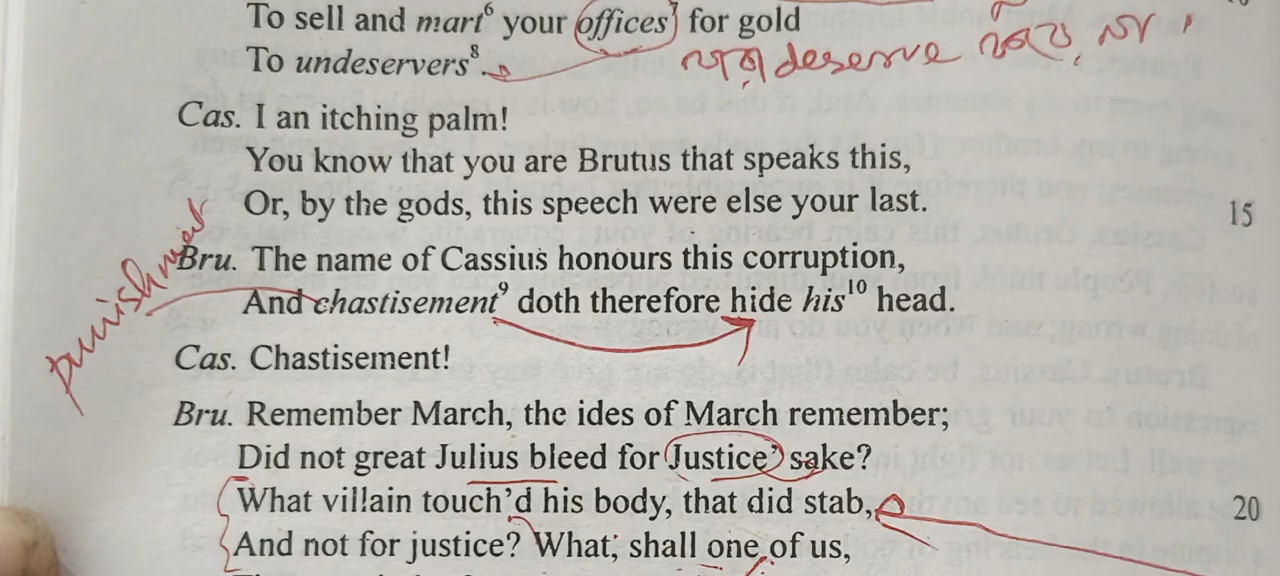 To sell and mart⁶ your offices⁷ for gold
To undeservers⁸.
deserve
Cas. I an itching palm!
You know that you are Brutus that speaks this,
Or, by the gods, this speech were else your last.
15
punishment
Bru. The name of Cassius honours this corruption,
And chastisement⁹ doth therefore hide his¹⁰ head.
Cas. Chastisement!
Bru. Remember March, the ides of March remember;
Did not great Julius bleed for Justice’ sake?
What villain touch’d his body, that did stab,
20
And not for justice? What; shall one of us,